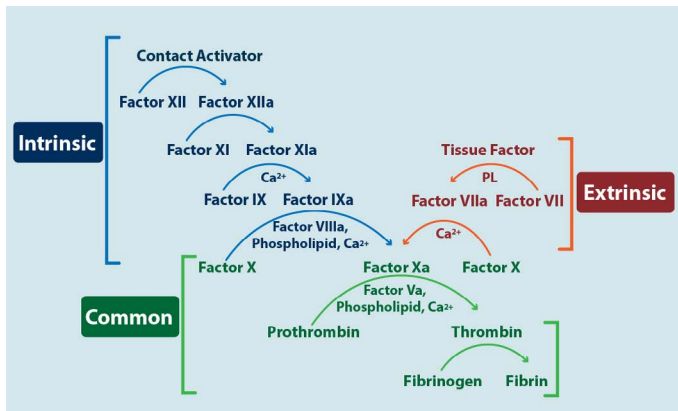 Contact Activator
Factor XII Factor XIIa
Intrinsic
Factor XI Factor XIa
Tissue Factor
Ca²⁺
PL
Factor IX Factor IXa
Factor VIIa Factor VII
Extrinsic
Factor VIIIa,
Phospholipid, Ca²⁺
Ca²⁺
Factor X
Factor Xa
Factor X
Common
Factor Va,
Phospholipid, Ca²⁺
Prothrombin
Thrombin
Fibrinogen Fibrin